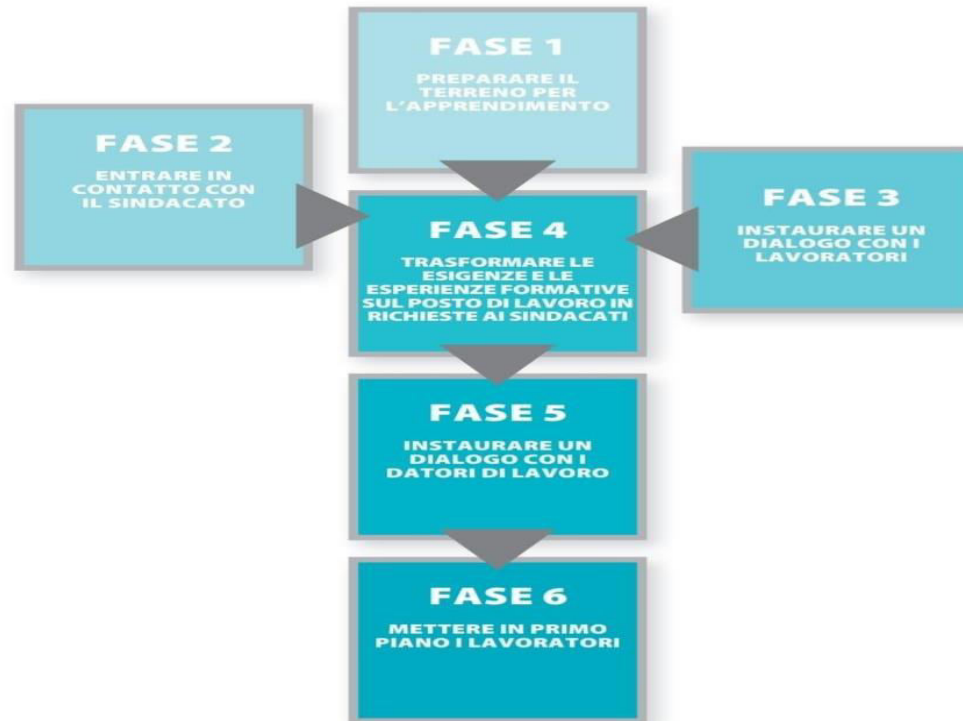 FASE 1
PREPARARE IL
TERRENO PER
L'APPRENDIMENTO
FASE 2
ENTRARE IN
CONTATTO CON
IL SINDACATO
FASE 3
INSTAURARE UN
DIALOGO CON I
LAVORATORI
FASE 4
TRASFORMARE LE
ESIGENZE E LE
ESPERIENZE FORMATIVE
SUL POSTO DI LAVORO IN
RICHIESTE AI SINDACATI
FASE 5
INSTAURARE UN
DIALOGO CON I
DATORI DI LAVORO
FASE 6
METTERE IN PRIMO
PIANO I LAVORATORI